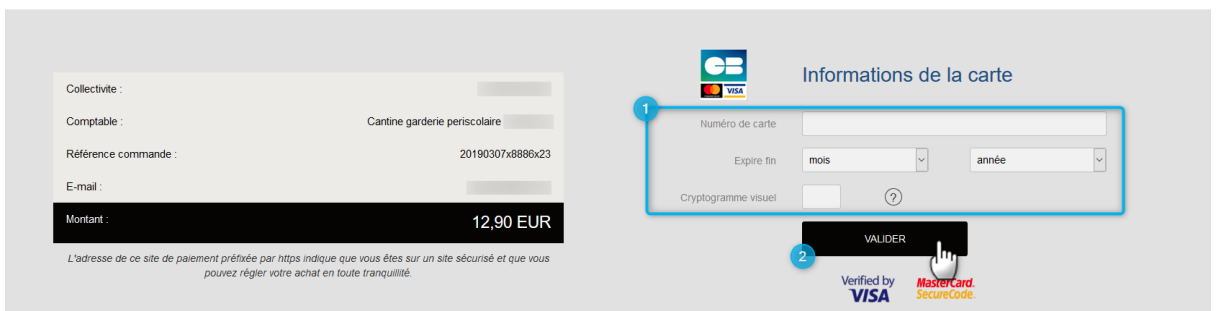 Collectivite :
Comptable :
Cantine garderie periscolaire
Référence commande :
20190307x8886x23
E-mail :
Montant :
12,90 EUR
L'adresse de ce site de paiement préfixée par https indique que vous êtes sur un site sécurisé et que vous
pouvez régler votre achat en toute tranquillité.
CB
VISA
Informations de la carte
1
Numéro de carte
Expire fin
mois
année
Cryptogramme visuel
?
VALIDER
2
Verified by
VISA
MasterCard.
SecureCode.